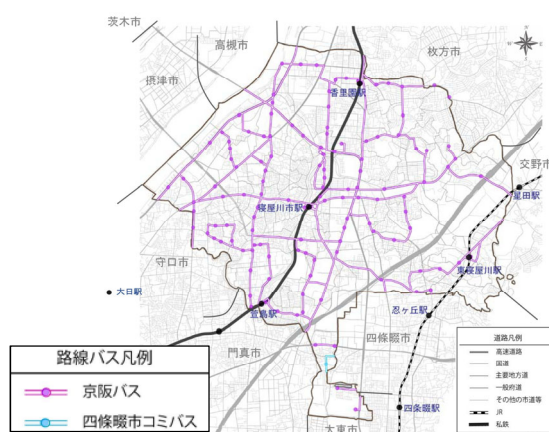 茨木市
高槻市
枚方市
摂津市
香里園駅
交野市
星田駅
寝屋川市駅
守口市
東寝屋川駅
大日駅
萱島駅
忍ケ丘駅
門真市
四條畷市
四条畷駅
大東市
路線バス凡例
京阪バス
四條畷市コミバス
道路凡例
高速道路
国道
主要地方道
一般府道
その他の市道等
JR
私鉄